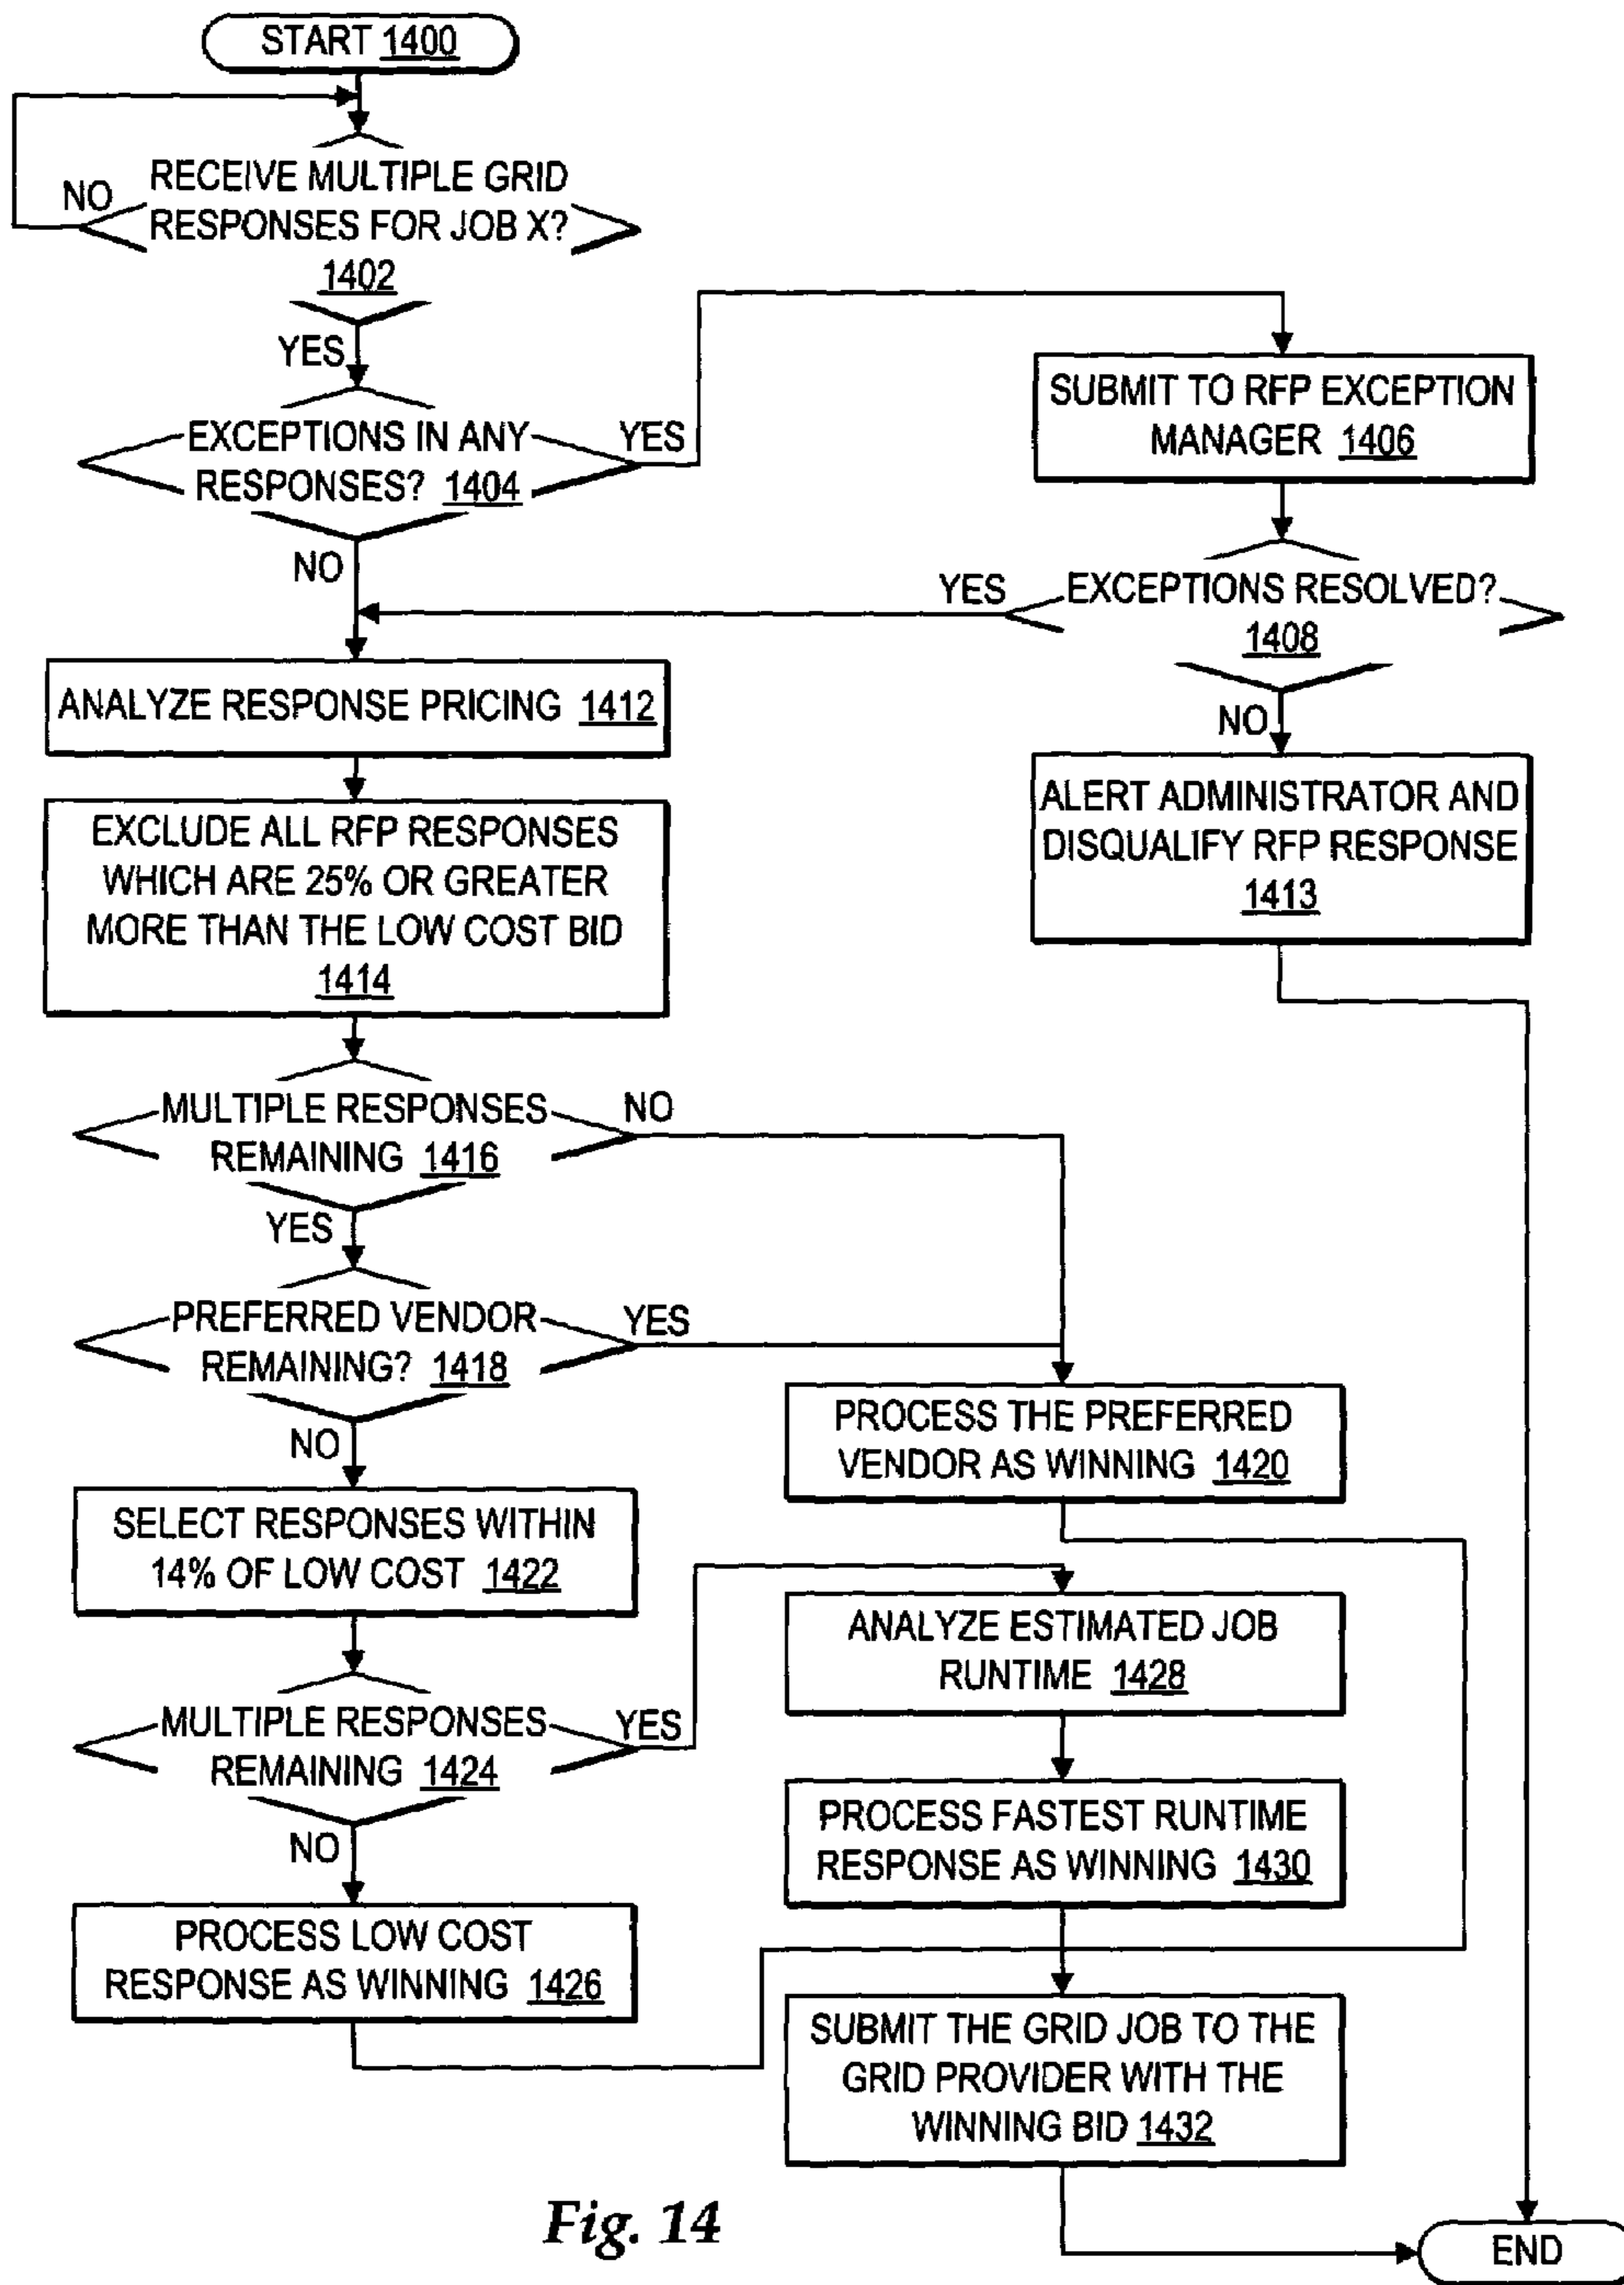 START 1400
NO
RECEIVE MULTIPLE GRID
RESPONSES FOR JOB X?
1402
YES
EXCEPTIONS IN ANY
RESPONSES? 1404
YES
NO
SUBMIT TO RFP EXCEPTION
MANAGER 1406
YES
EXCEPTIONS RESOLVED?
1408
NO
ANALYZE RESPONSE PRICING 1412
ALERT ADMINISTRATOR AND
DISQUALIFY RFP RESPONSE
1413
EXCLUDE ALL RFP RESPONSES
WHICH ARE 25% OR GREATER
MORE THAN THE LOW COST BID
1414
MULTIPLE RESPONSES
REMAINING 1416
NO
YES
PREFERRED VENDOR
REMAINING? 1418
YES
NO
PROCESS THE PREFERRED
VENDOR AS WINNING 1420
SELECT RESPONSES WITHIN
14% OF LOW COST 1422
MULTIPLE RESPONSES
REMAINING 1424
YES
NO
ANALYZE ESTIMATED JOB
RUNTIME 1428
PROCESS FASTEST RUNTIME
RESPONSE AS WINNING 1430
PROCESS LOW COST
RESPONSE AS WINNING 1426
SUBMIT THE GRID JOB TO THE
GRID PROVIDER WITH THE
WINNING BID 1432
Fig. 14
END